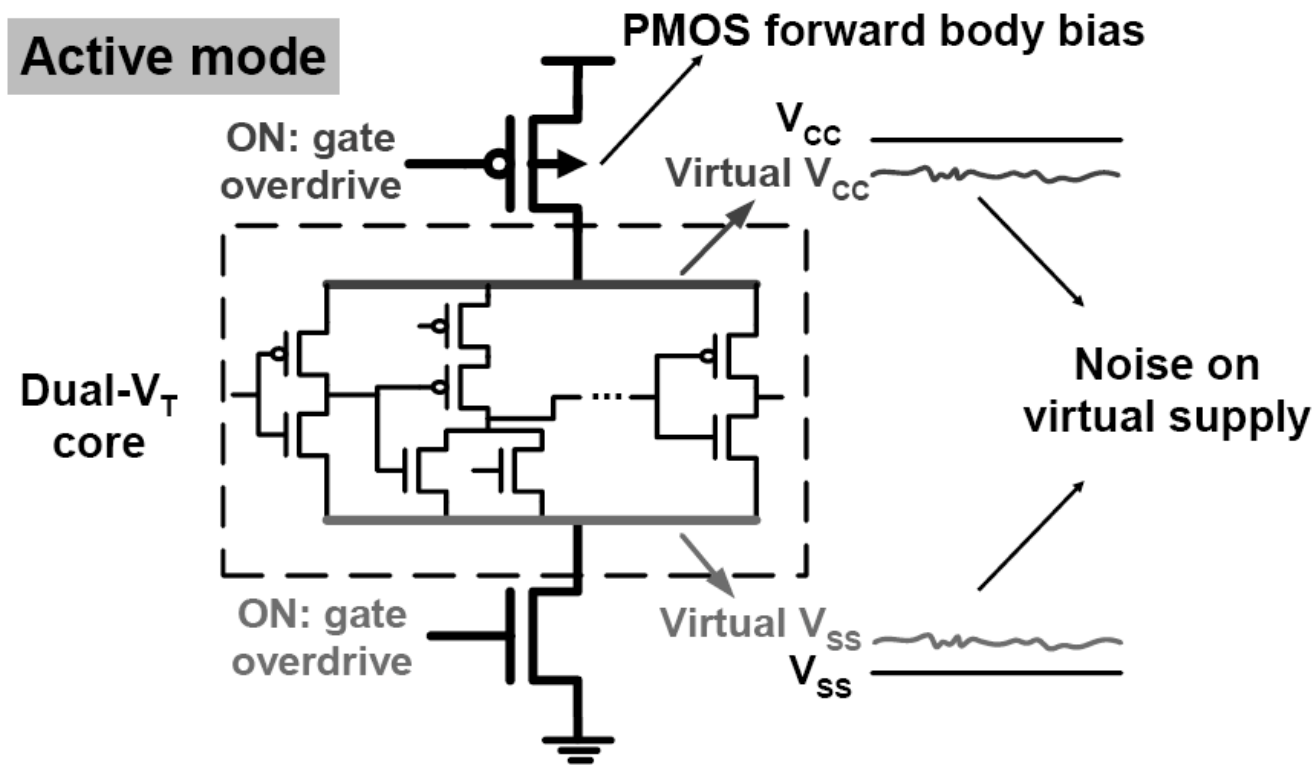 Active mode
PMOS forward body bias
ON: gate
overdrive
VCC
Virtual VCC
Dual-VT
core
...
Noise on
virtual supply
ON: gate
overdrive
Virtual VSS
VSS